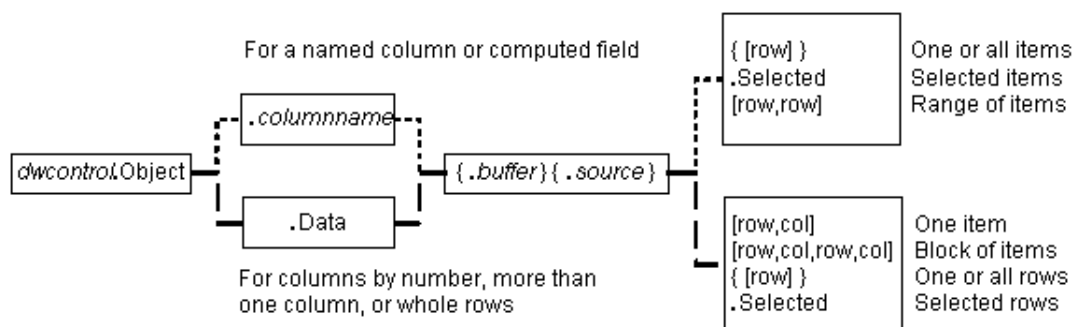 For a named column or computed field
{ [row] } One or all items
.Selected Selected items
[row,row] Range of items
.columnname
dwcontrol.Object
{.buffer}{.source}
.Data
For columns by number, more than
one column, or whole rows
[row,col] One item
[row,col,row,col] Block of items
{ [row] } One or all rows
.Selected Selected rows